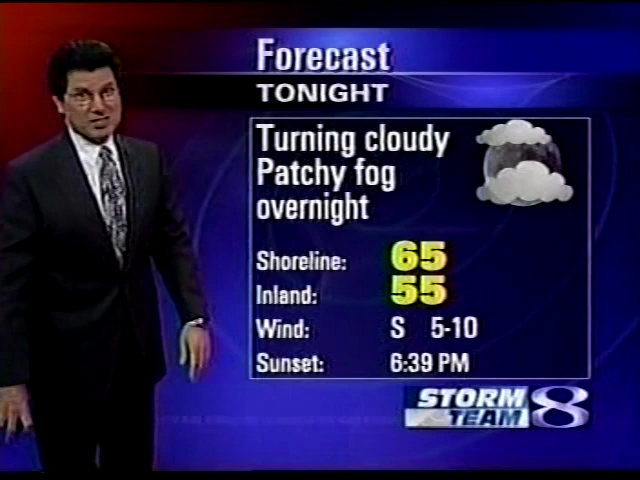 Forecast
TONIGHT
Turning cloudy
Patchy fog
overnight
Shoreline: 65
Inland: 55
Wind: S 5-10
Sunset: 6:39 PM
STORM
TEAM 8